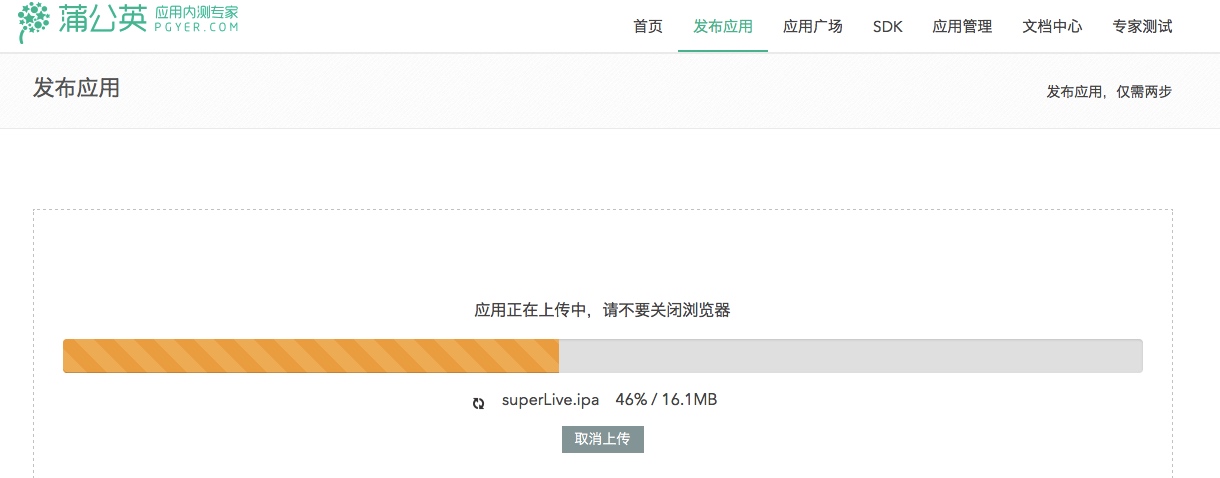 蒲公英 应用内测专家
PGYER.COM
首页 发布应用 应用广场 SDK 应用管理 文档中心 专家测试
发布应用
发布应用，仅需两步
应用正在上传中，请不要关闭浏览器
superLive.ipa 46% / 16.1MB
取消上传